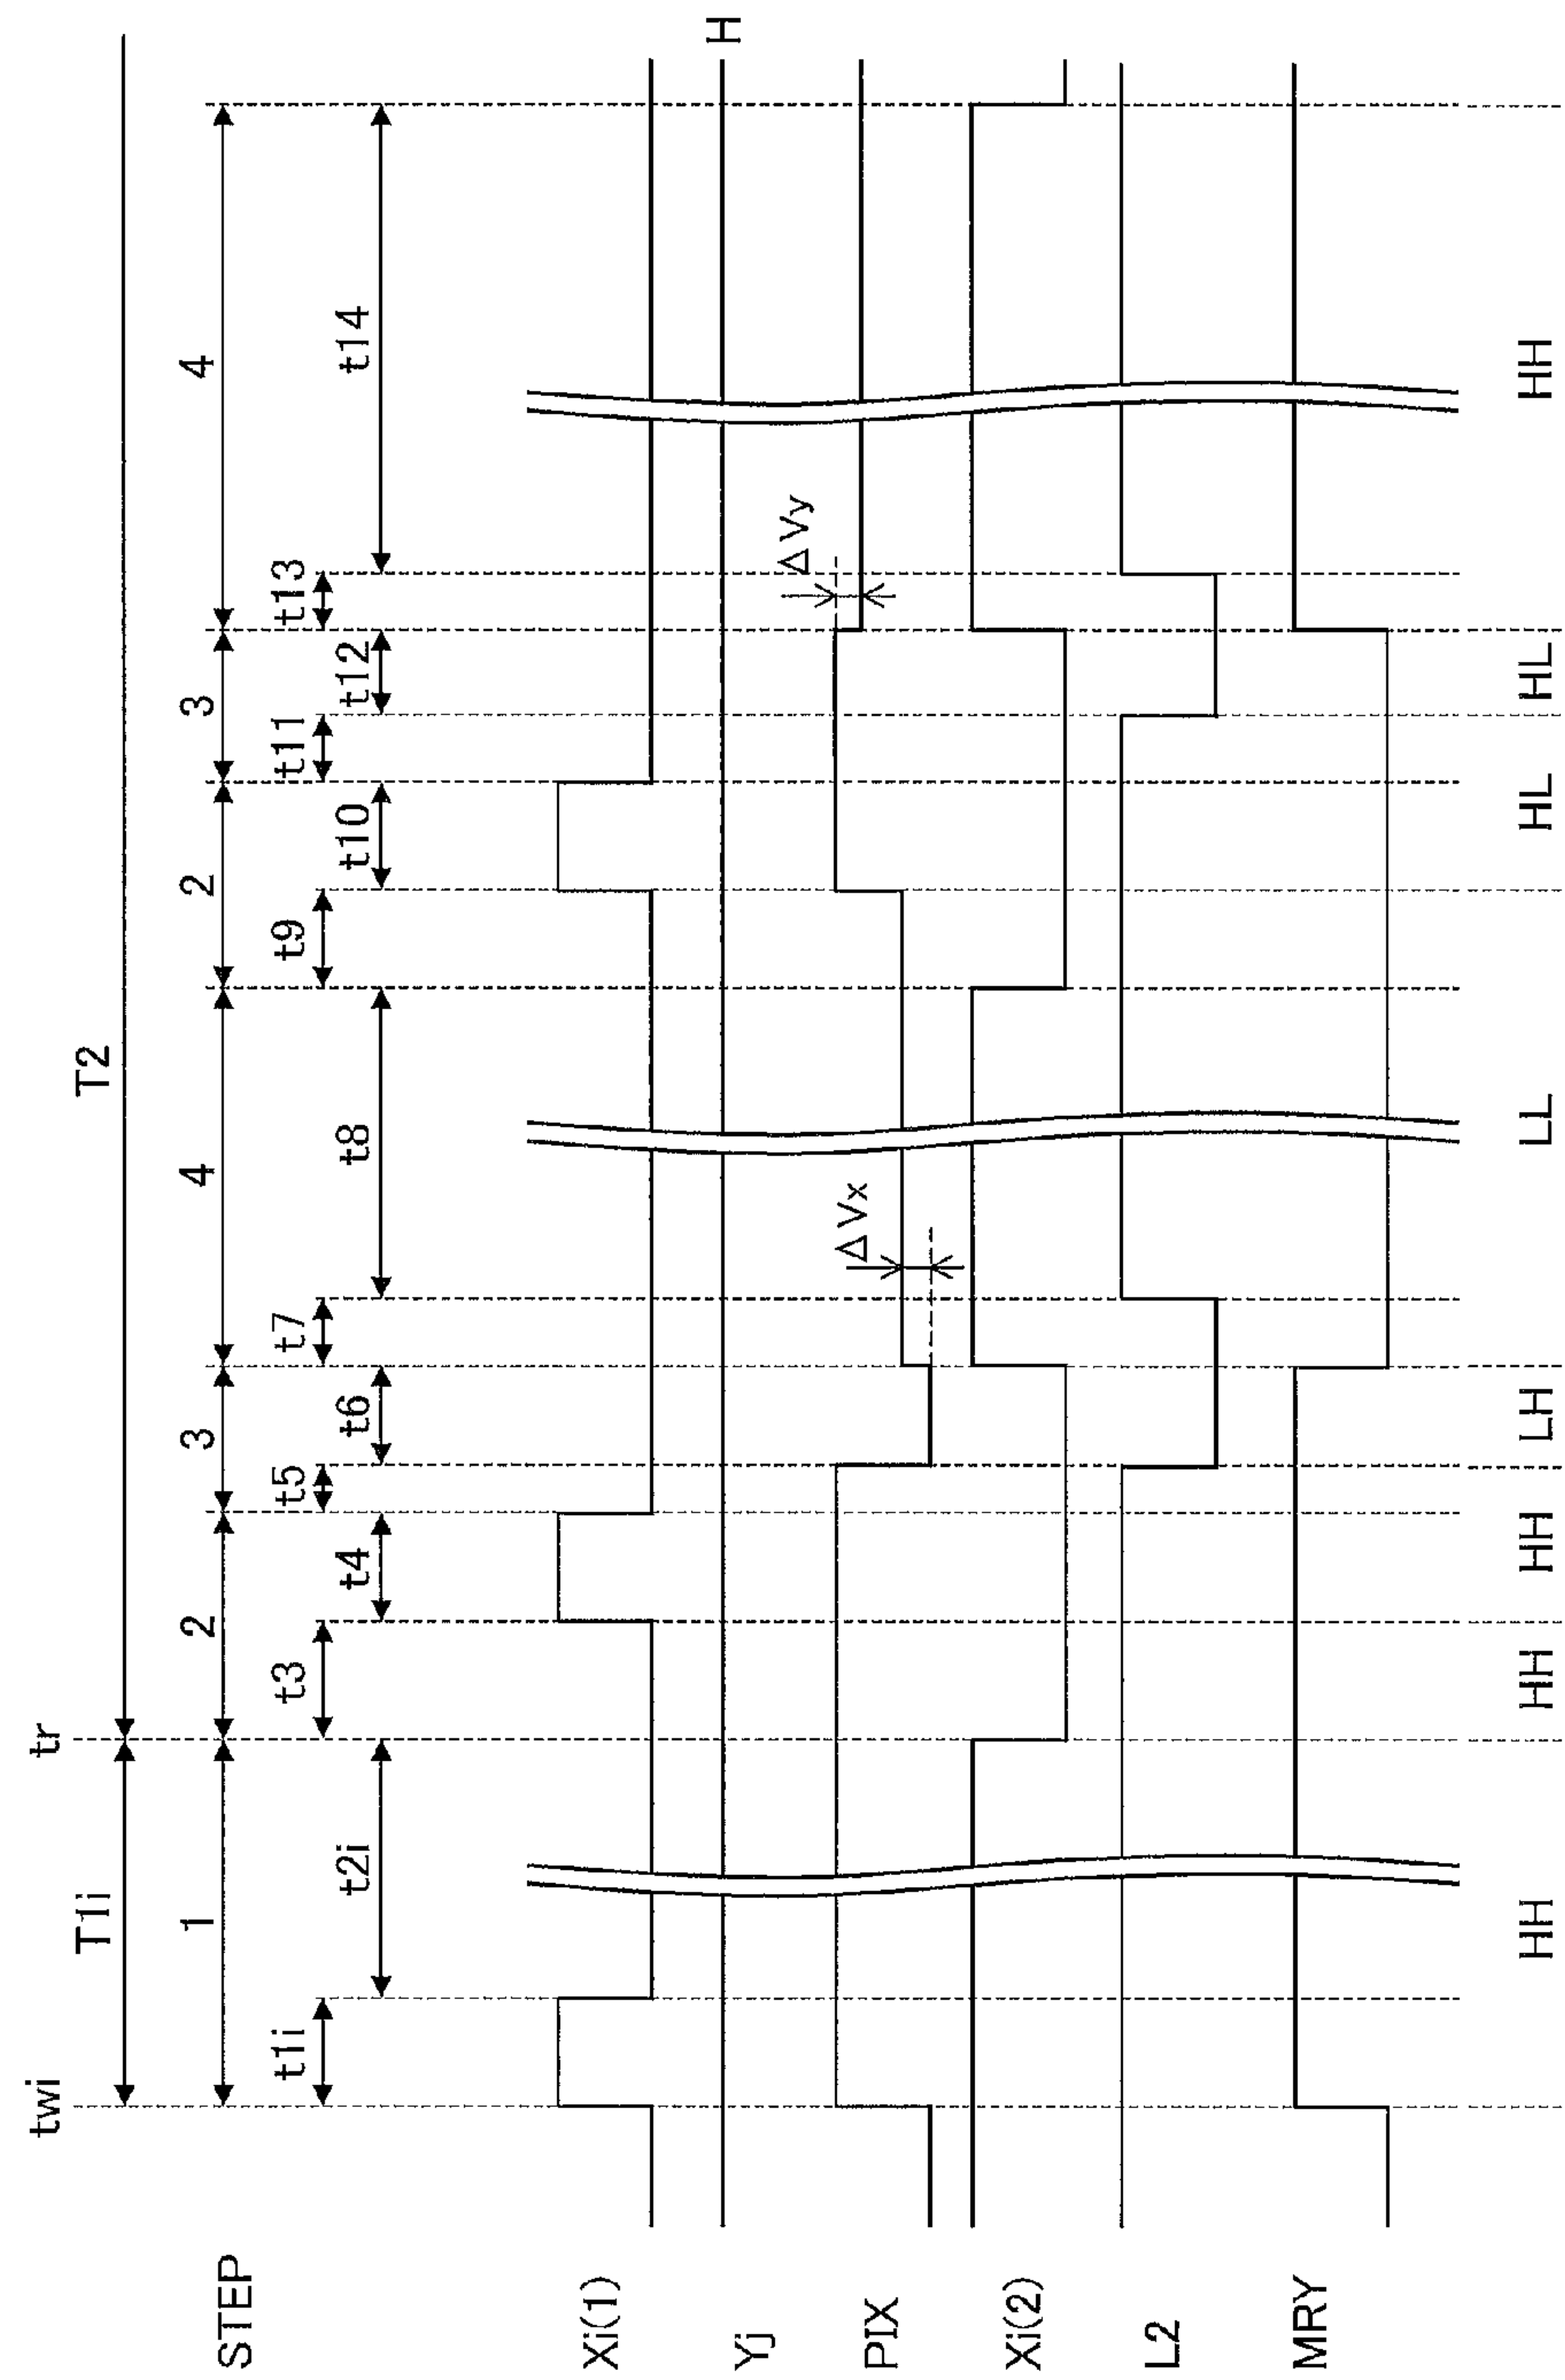 twi tr
T1i T2
STEP 1 2 3 4 2 3 4
t1i t3 t5 t7 t9 t11 t13
t2i t4 t6 t8 t10 t12 t14
Xi(1)
Yj H
PIX ΔVx ΔVy
Xi(2)
L2
MRY
HH HH HH LH LL HL HL HH